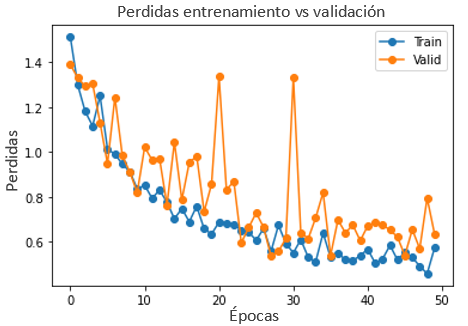 Perdidas entrenamiento vs validación
Train
Valid
Perdidas
1.4
1.2
1.0
0.8
0.6
0 10 20 30 40 50
Épocas